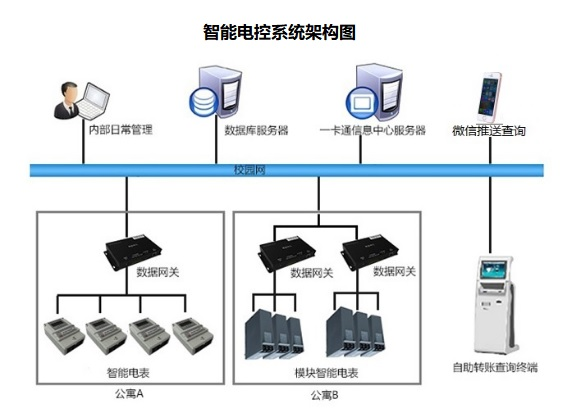 智能电控系统架构图
内部日常管理
数据库服务器
一卡通信息中心服务器
微信推送查询
校园网
数据网关
数据网关
数据网关
智能电表
模块智能电表
自助转账查询终端
公寓A
公寓B